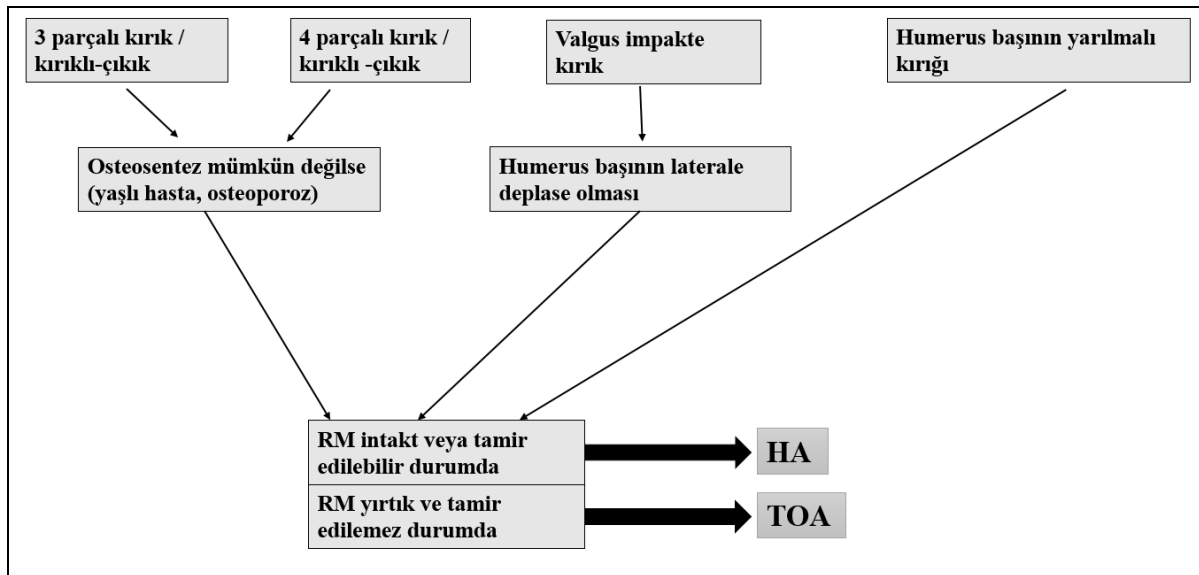 3 parçalı kırık /
kırıklı-çıkık
4 parçalı kırık /
kırıklı -çıkık
Valgus impakte
kırık
Humerus başının yarılmalı
kırığı
Osteosentez mümkün değilse
(yaşlı hasta, osteoporoz)
Humerus başının laterale
deplase olması
RM intakt veya tamir
edilebilir durumda
HA
RM yırtık ve tamir
edilemez durumda
TOA